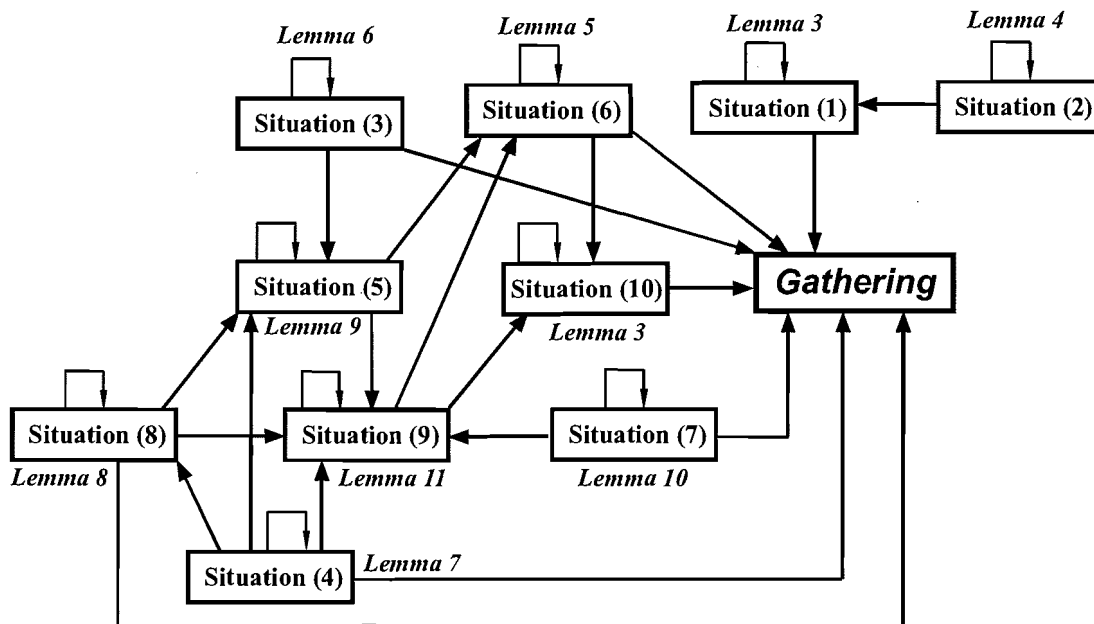 Lemma 6
Lemma 5
Lemma 3
Lemma 4
Situation (3)
Situation (6)
Situation (1)
Situation (2)
Situation (5)
Situation (10)
Gathering
Lemma 9
Lemma 3
Situation (8)
Situation (9)
Situation (7)
Lemma 8
Lemma 11
Lemma 10
Situation (4)
Lemma 7